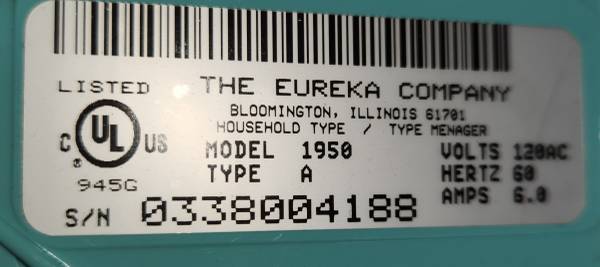 LISTED THE EUREKA COMPANY
BLOOMINGTON, ILLINOIS 61701
HOUSEHOLD TYPE / TYPE MENAGER
C UL US ®
MODEL 1950 VOLTS 120AC
TYPE A HERTZ 60
945G AMPS 6.0
S/N 0338004188